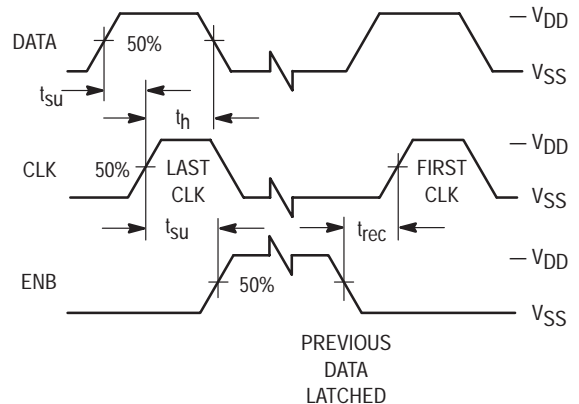 VDD
DATA
50%
VSS
tsu
th
VDD
CLK
50%
LAST
CLK
FIRST
CLK
VSS
tsu
trec
VDD
ENB
50%
VSS
PREVIOUS
DATA
LATCHED